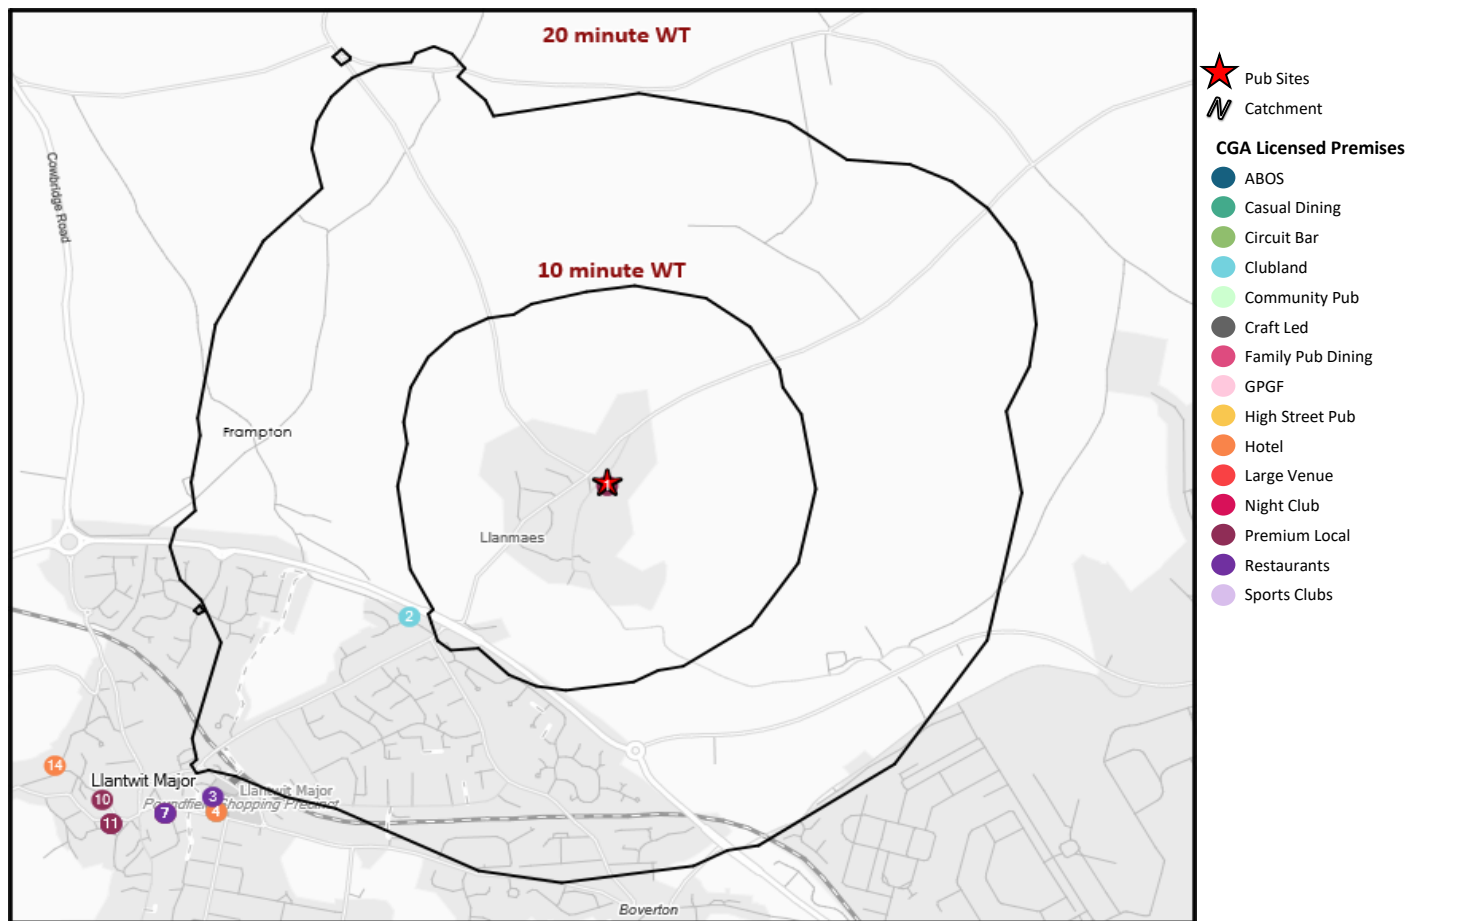 20 minute WT
Pub Sites
Catchment
CGA Licensed Premises
ABOS
Casual Dining
Circuit Bar
Clubland
Community Pub
Craft Led
Family Pub Dining
GPGF
High Street Pub
Hotel
Large Venue
Night Club
Premium Local
Restaurants
Sports Clubs
Cowbridge Road
10 minute WT
Frampton
1
Llanmaes
2
14
Llantwit Major
10
3
Llantwit Major
Poundfield Shopping Precinct
7
4
11
Boverton